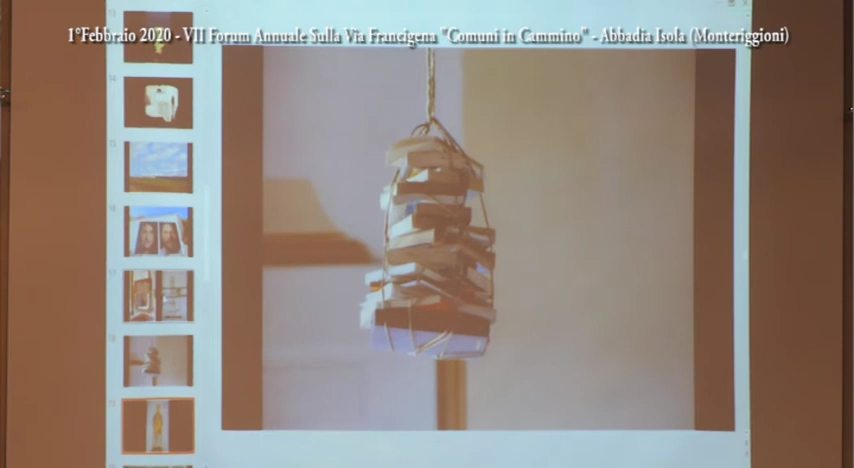 1°Febbraio 2020 - VII Forum Annuale Sulla Via Francigena "Comuni in Cammino" - Abbadia Isola (Monteriggioni)